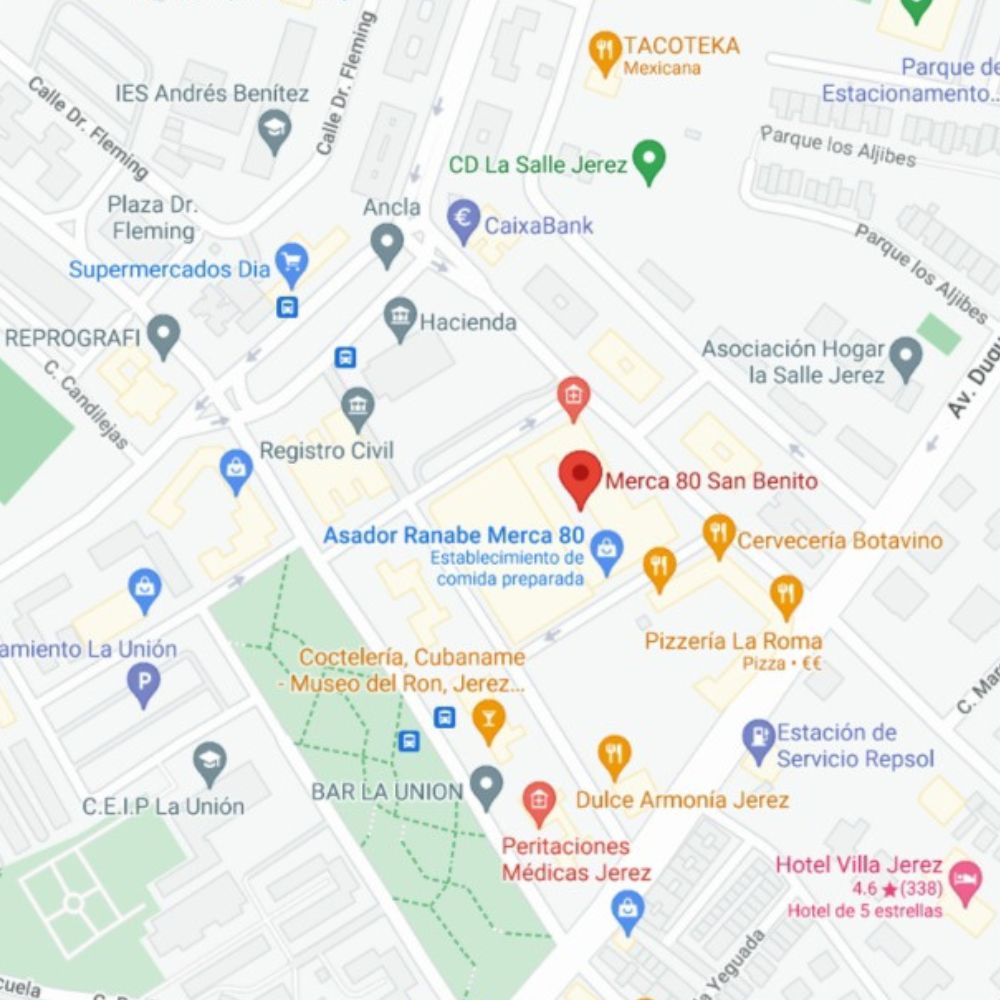 TACOTEKA
Mexicana
Parque de
Estacionamento...
IES Andrés Benítez
Calle Dr. Fleming
Calle Dr. Fleming
Parque los Aljibes
CD La Salle Jerez
Plaza Dr.
Fleming
Ancla
CaixaBank
Supermercados Dia
Parque los Aljibes
REPROGRAFI
Hacienda
Asociación Hogar
la Salle Jerez
Av. Duqu
C. Candilejas
Registro Civil
Merca 80 San Benito
Asador Ranabe Merca 80
Establecimiento de
comida preparada
Cervecería Botavino
amiento La Unión
P
Pizzería La Roma
Pizza • €€
Coctelería, Cubaname
- Museo del Ron, Jerez...
C. Mar
Estación de
Servicio Repsol
BAR LA UNION
C.E.I.P La Unión
Dulce Armonía Jerez
Peritaciones
Médicas Jerez
Hotel Villa Jerez
4.6 ★ (338)
Hotel de 5 estrellas
a Yeguada
cuela